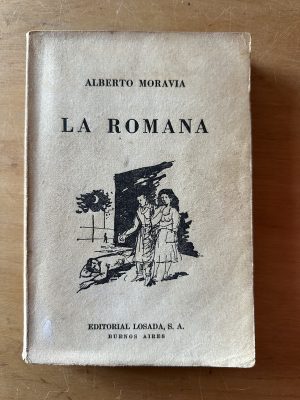 ALBERTO MORAVIA
LA ROMANA
EDITORIAL LOSADA, S. A.
BUENOS AIRES